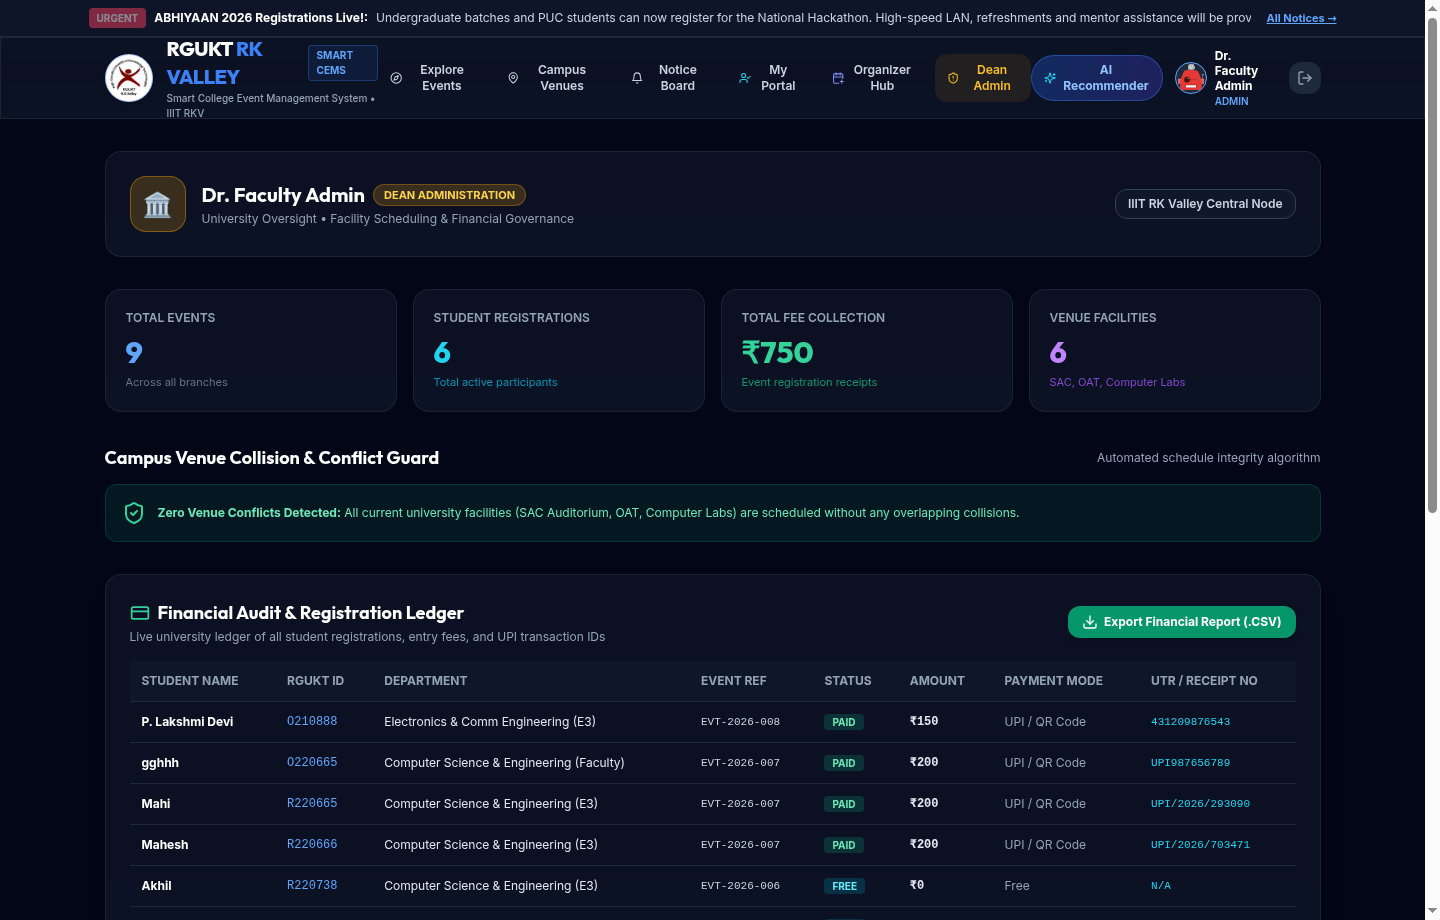 URGENT ABHIYAAN 2026 Registrations Live!: Undergraduate batches and PUC students can now register for the National Hackathon. High-speed LAN, refreshments and mentor assistance will be prov All Notices →
RGUKT RK VALLEY
SMART CEMS
Smart College Event Management System • IIIT RKV
Explore Events
Campus Venues
Notice Board
My Portal
Organizer Hub
Dean Admin
AI Recommender
Dr. Faculty Admin
ADMIN
Dr. Faculty Admin DEAN ADMINISTRATION
University Oversight • Facility Scheduling & Financial Governance
IIIT RK Valley Central Node
TOTAL EVENTS
9
Across all branches
STUDENT REGISTRATIONS
6
Total active participants
TOTAL FEE COLLECTION
₹750
Event registration receipts
VENUE FACILITIES
6
SAC, OAT, Computer Labs
Campus Venue Collision & Conflict Guard
Automated schedule integrity algorithm
Zero Venue Conflicts Detected: All current university facilities (SAC Auditorium, OAT, Computer Labs) are scheduled without any overlapping collisions.
Financial Audit & Registration Ledger
Live university ledger of all student registrations, entry fees, and UPI transaction IDs
Export Financial Report (.CSV)
STUDENT NAME RGUKT ID DEPARTMENT EVENT REF STATUS AMOUNT PAYMENT MODE UTR / RECEIPT NO
P. Lakshmi Devi O210888 Electronics & Comm Engineering (E3) EVT-2026-008 PAID ₹150 UPI / QR Code 431209876543
gghhh O220665 Computer Science & Engineering (Faculty) EVT-2026-007 PAID ₹200 UPI / QR Code UPI987656789
Mahi R220665 Computer Science & Engineering (E3) EVT-2026-007 PAID ₹200 UPI / QR Code UPI/2026/293090
Mahesh R220666 Computer Science & Engineering (E3) EVT-2026-007 PAID ₹200 UPI / QR Code UPI/2026/703471
Akhil R220738 Computer Science & Engineering (E3) EVT-2026-006 FREE ₹0 Free N/A